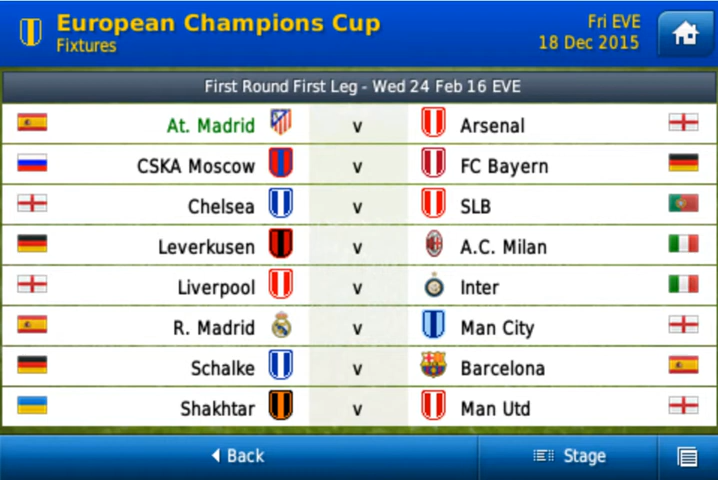 European Champions Cup
Fixtures
Fri EVE
18 Dec 2015
First Round First Leg - Wed 24 Feb 16 EVE
At. Madrid v Arsenal
CSKA Moscow v FC Bayern
Chelsea v SLB
Leverkusen v A.C. Milan
Liverpool v Inter
R. Madrid v Man City
Schalke v Barcelona
Shakhtar v Man Utd
Back Stage